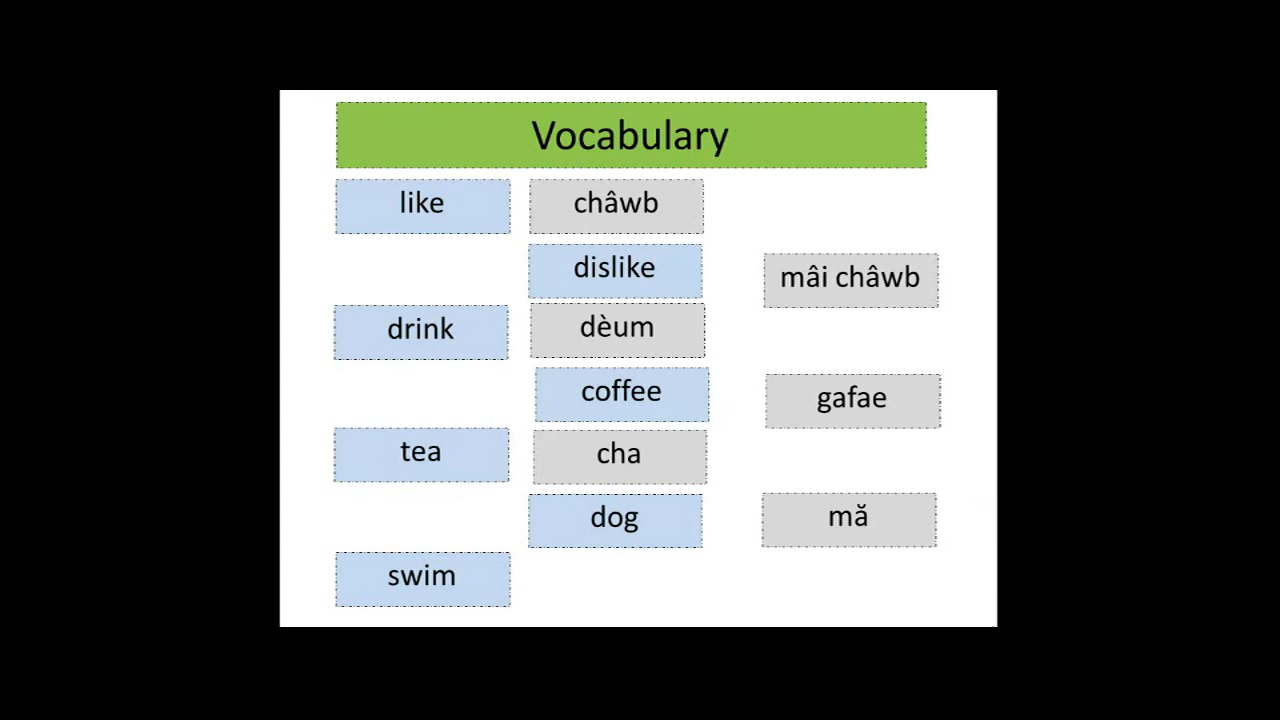 Vocabulary
like
châwb
dislike
mâi châwb
drink
dèum
coffee
gafae
tea
cha
dog
mă
swim